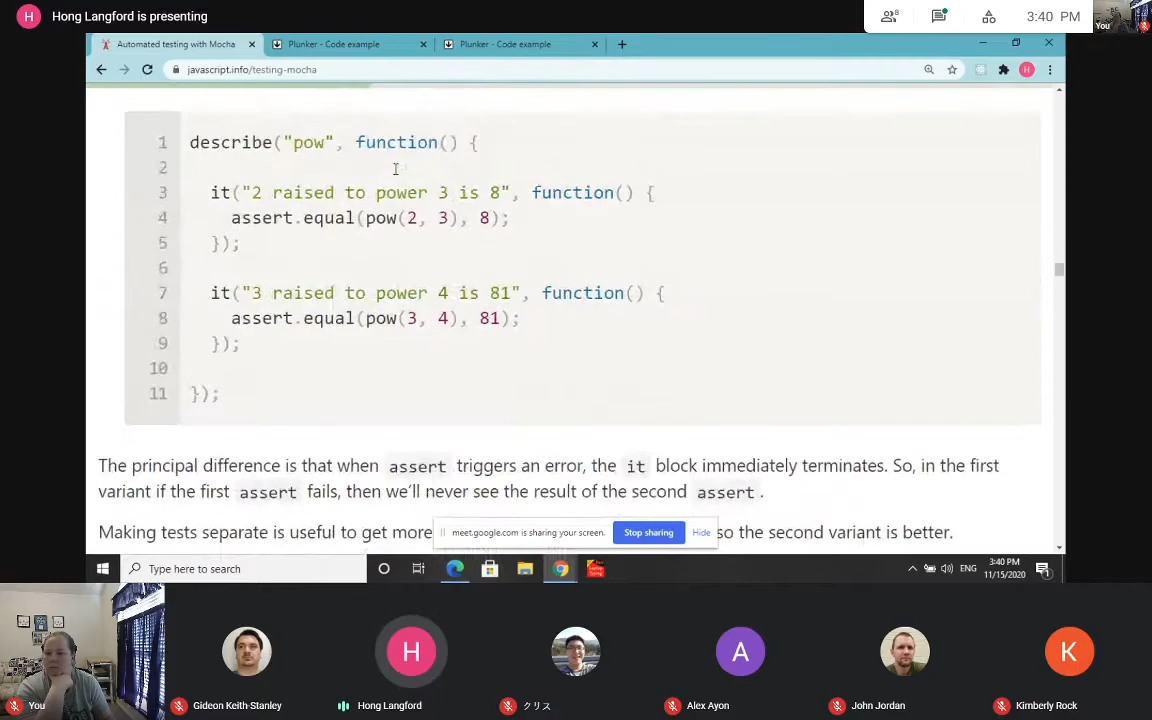 H Hong Langford is presenting
8
3:40 PM
You
Automated testing with Mocha
Plunker - Code example
Plunker - Code example
javascript.info/testing-mocha
H
1 describe("pow", function() {
2
3 it("2 raised to power 3 is 8", function() {
4 assert.equal(pow(2, 3), 8);
5 });
6
7 it("3 raised to power 4 is 81", function() {
8 assert.equal(pow(3, 4), 81);
9 });
10
11 });
The principal difference is that when assert triggers an error, the it block immediately terminates. So, in the first
variant if the first assert fails, then we'll never see the result of the second assert .
Making tests separate is useful to get more so the second variant is better.
meet.google.com is sharing your screen. Stop sharing Hide
Type here to search
ENG
3:40 PM
11/15/2020
1
H A K
You
Gideon Keith-Stanley
Hong Langford
クリス
Alex Ayon
John Jordan
Kimberly Rock